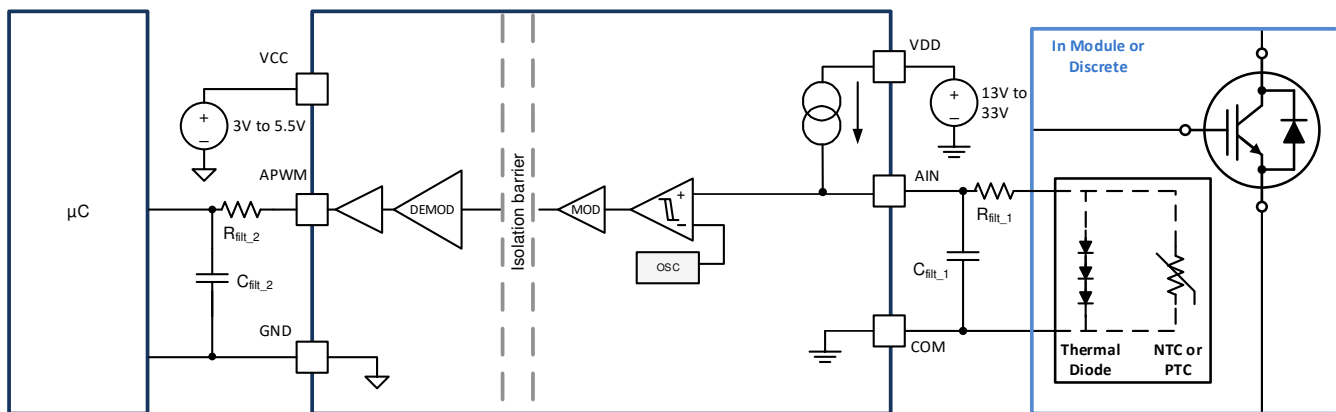 µC
VCC
+
−
3V to 5.5V
APWM
Rfilt_2
Cfilt_2
GND
DEMOD
Isolation barrier
MOD
+
−
OSC
VDD
+
−
13V to
33V
AIN
Rfilt_1
Cfilt_1
COM
In Module or
Discrete
Thermal
Diode
NTC or
PTC